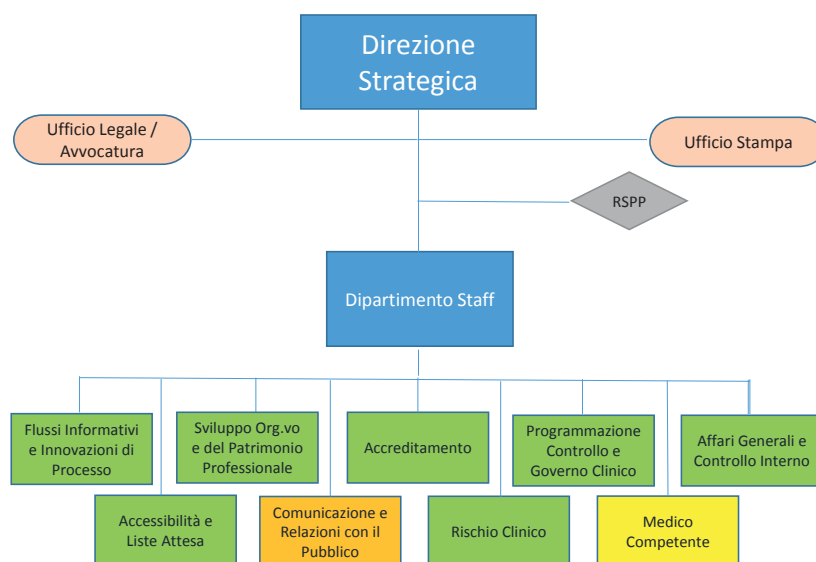 Direzione
Strategica
Ufficio Legale /
Avvocatura
Ufficio Stampa
RSPP
Dipartimento Staff
Flussi Informativi
e Innovazioni di
Processo
Sviluppo Org.vo
e del Patrimonio
Professionale
Accreditamento
Programmazione
Controllo e
Governo Clinico
Affari Generali e
Controllo Interno
Accessibilità e
Liste Attesa
Comunicazione e
Relazioni con il
Pubblico
Rischio Clinico
Medico
Competente